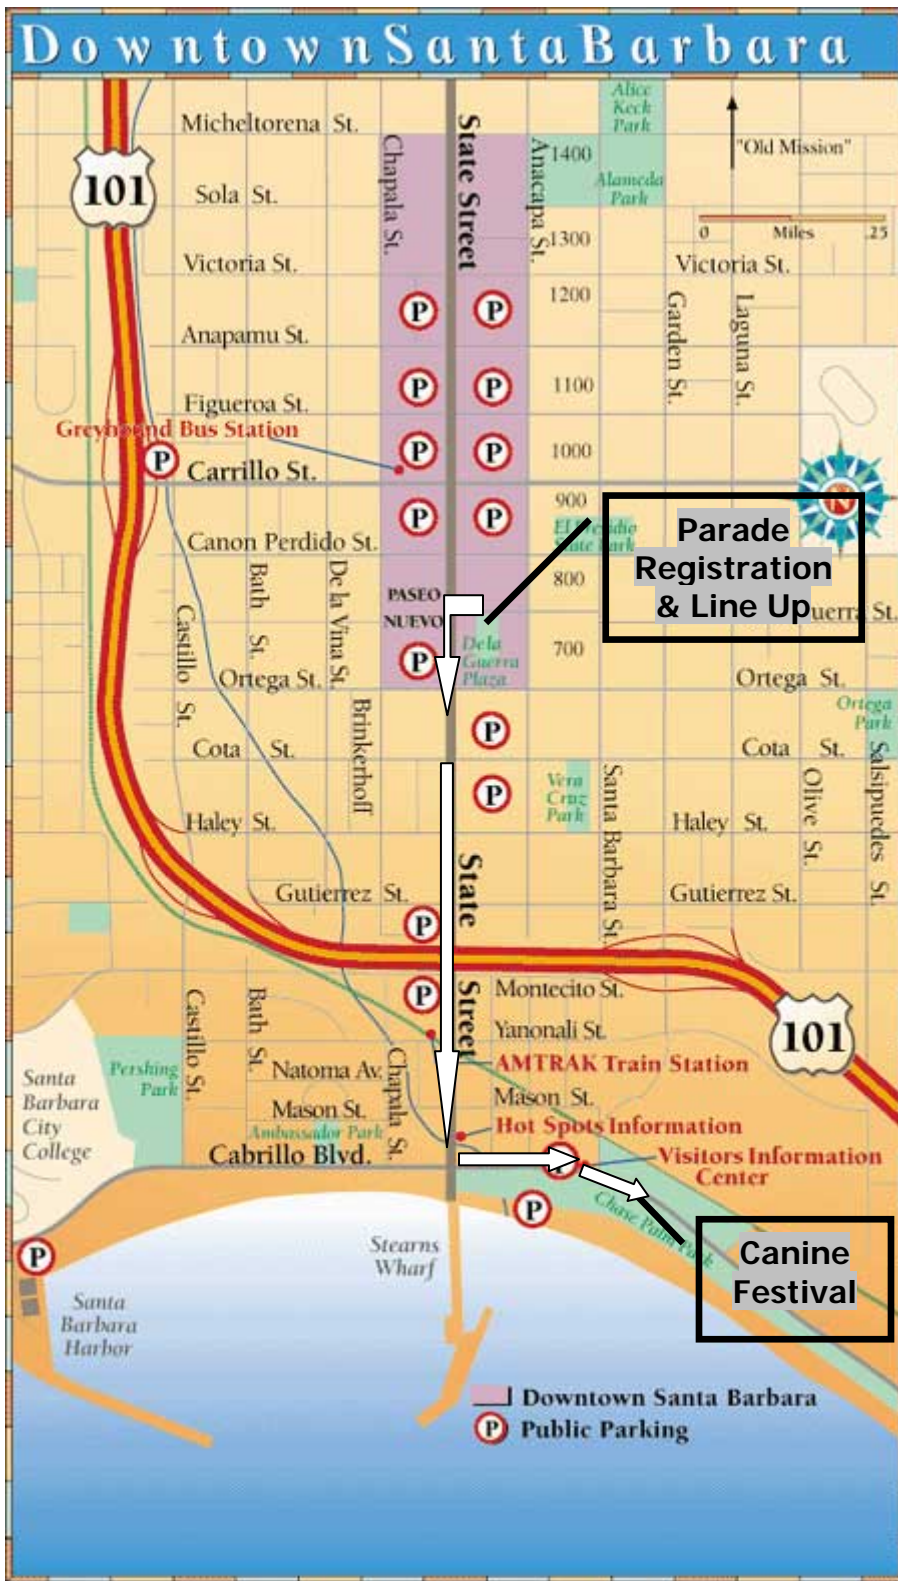 Downtown Santa Barbara
Alice
Keck
Park
Micheltorena St.
State Street
Chapala St.
Anacapa St.
1400
"Old Mission"
101
Sola St.
Alameda
Park
0 Miles .25
1300
Victoria St.
Victoria St.
1200
Garden St.
Laguna St.
P
P
Anapamu St.
1100
P
P
Figueroa St.
Greyhound Bus Station
P
P
P
1000
Carrillo St.
900
N
P
P
El Presidio
State Park
Parade
Registration
& Line Up
Canon Perdido St.
Bath St.
De la Vina St.
Castillo St.
800
PASEO
NUEVO
uerra St.
De la
Guerra
Plaza
700
P
Ortega St.
Ortega St.
Brinkerhoff
Ortega
Park
P
Cota St.
Cota St.
Salsipuedes St.
Olive St.
Vera
Cruz
Park
P
Santa Barbara St.
Haley St.
Haley St.
State Street
Gutierrez St.
Gutierrez St.
P
P
Montecito St.
Castillo St.
Bath St.
Yanonali St.
101
Chapala St.
Pershing
Park
Natoma Av.
AMTRAK Train Station
Santa
Barbara
City
College
Mason St.
Mason St.
Ambassador Park
Hot Spots Information
Cabrillo Blvd.
P
Visitors Information
Center
P
Chase Palm Park
Stearns
Wharf
P
Canine
Festival
Santa
Barbara
Harbor
Downtown Santa Barbara
P Public Parking